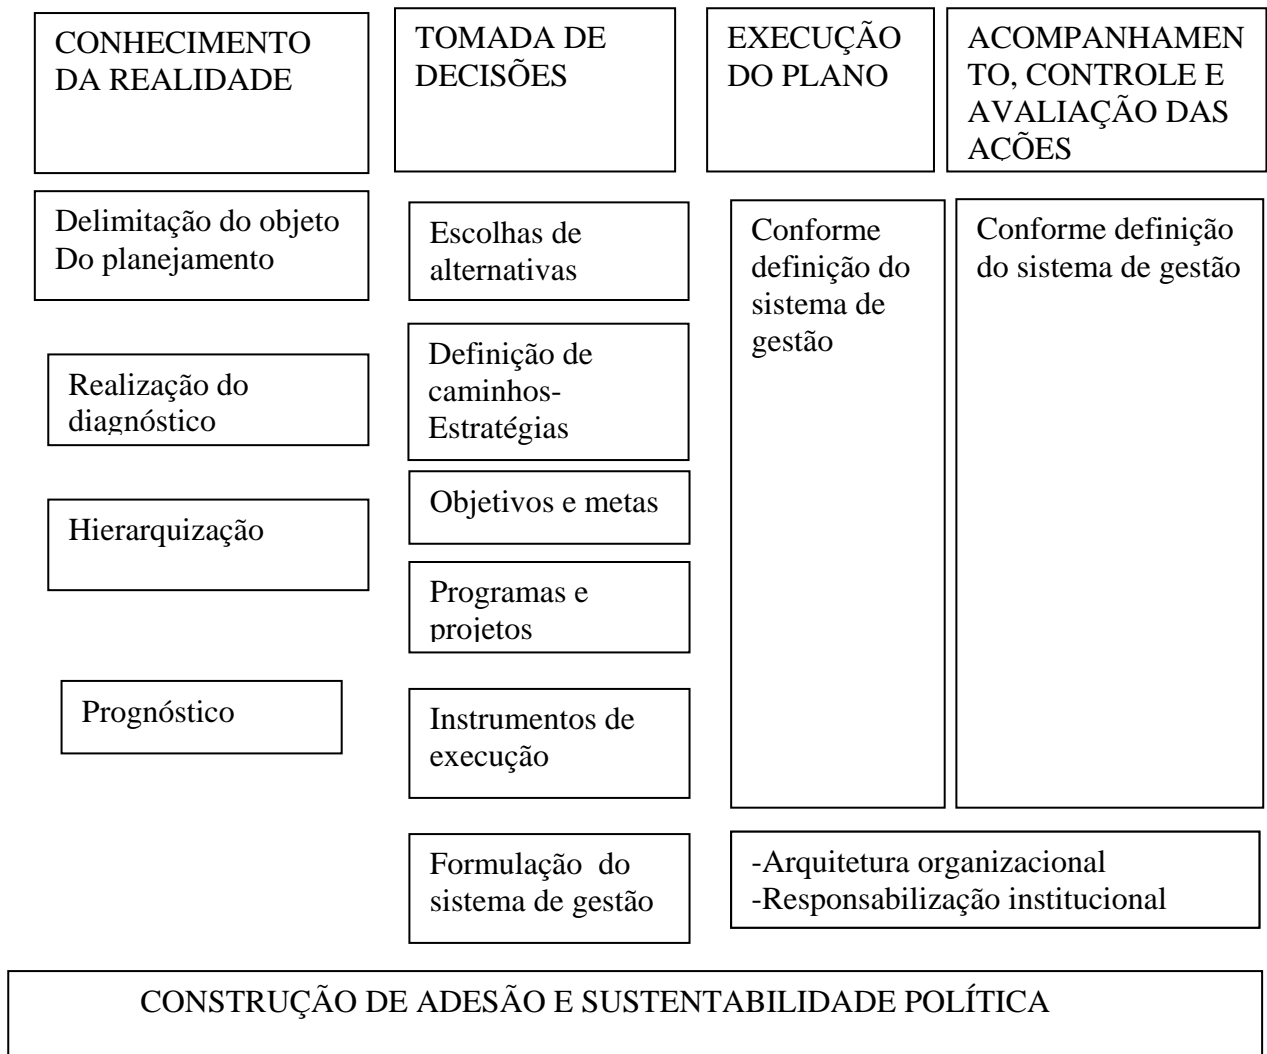 CONHECIMENTO
DA REALIDADE
TOMADA DE
DECISÕES
EXECUÇÃO
DO PLANO
ACOMPANHAMEN
TO, CONTROLE E
AVALIAÇÃO DAS
AÇÕES
Delimitação do objeto
Do planejamento
Realização do
diagnóstico
Hierarquização
Prognóstico
Escolhas de
alternativas
Definição de
caminhos-
Estratégias
Objetivos e metas
Programas e
projetos
Instrumentos de
execução
Formulação do
sistema de gestão
Conforme
definição do
sistema de
gestão
Conforme definição
do sistema de gestão
-Arquitetura organizacional
-Responsabilização institucional
CONSTRUÇÃO DE ADESÃO E SUSTENTABILIDADE POLÍTICA